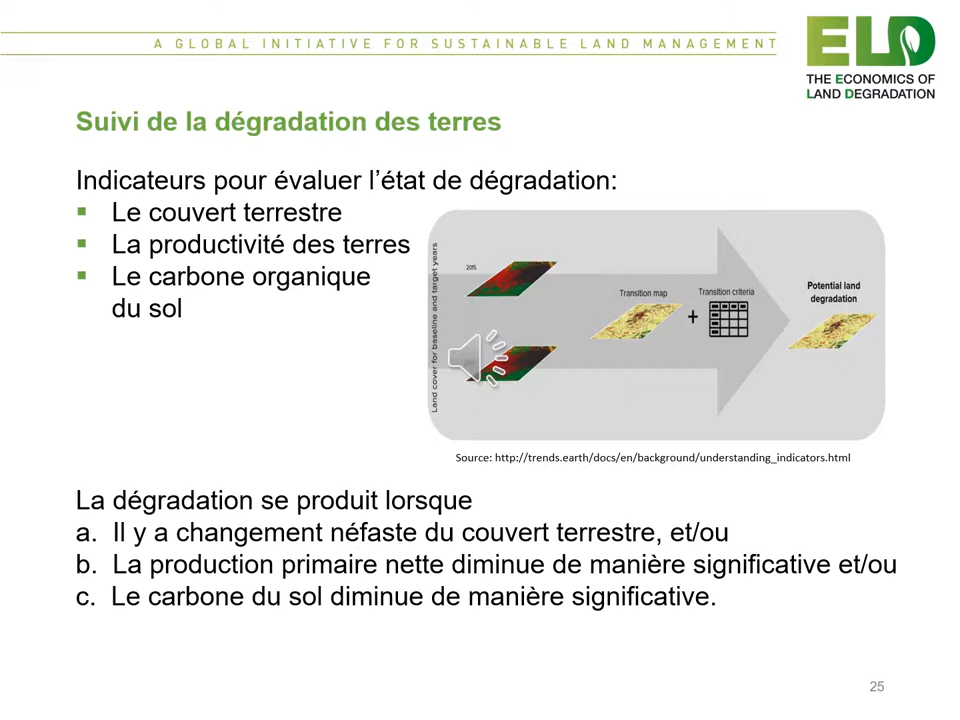 A GLOBAL INITIATIVE FOR SUSTAINABLE LAND MANAGEMENT
ELD
THE ECONOMICS OF
LAND DEGRADATION
Suivi de la dégradation des terres
Indicateurs pour évaluer l’état de dégradation:
▪ Le couvert terrestre
▪ La productivité des terres
▪ Le carbone organique
du sol
Land cover for baseline and target years
2015
Transition map
+
Transition criteria
Potential land
degradation
Source: http://trends.earth/docs/en/background/understanding_indicators.html
La dégradation se produit lorsque
a. Il y a changement néfaste du couvert terrestre, et/ou
b. La production primaire nette diminue de manière significative et/ou
c. Le carbone du sol diminue de manière significative.
25